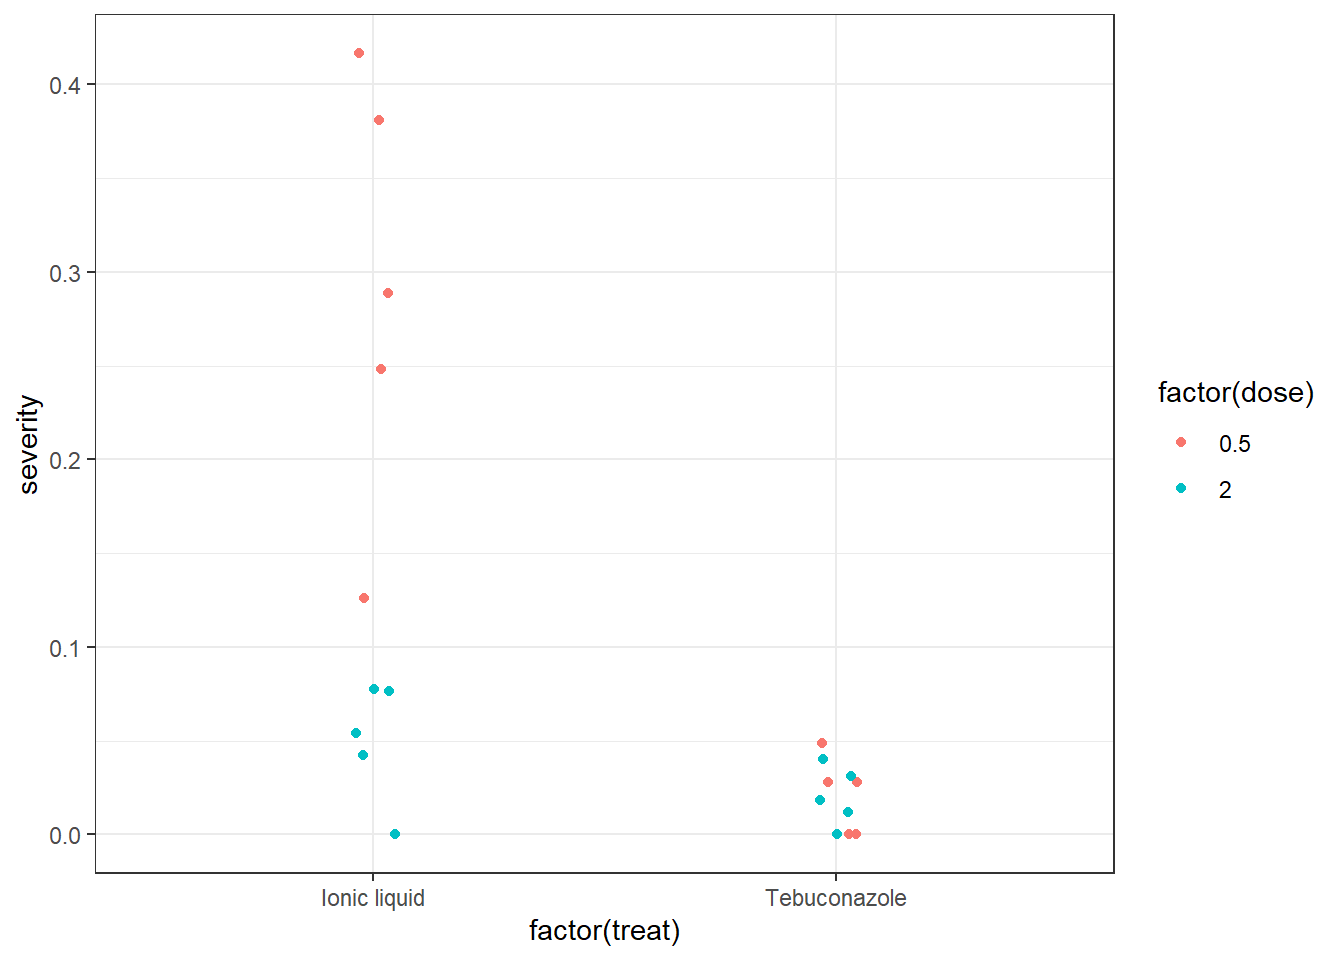 0.4
0.3
0.2
0.1
0.0
severity
Ionic liquid
Tebuconazole
factor(treat)
factor(dose)
0.5
2